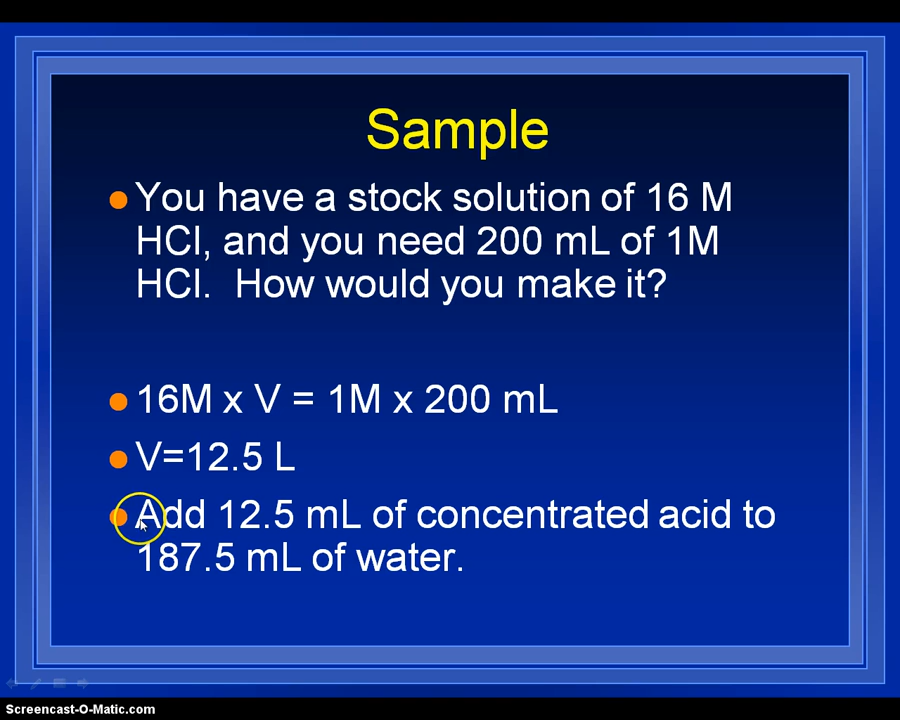 Sample
You have a stock solution of 16 M
HCl, and you need 200 mL of 1M
HCl.  How would you make it?
16M x V = 1M x 200 mL
V=12.5 L
Add 12.5 mL of concentrated acid to
187.5 mL of water.
Screencast-O-Matic.com